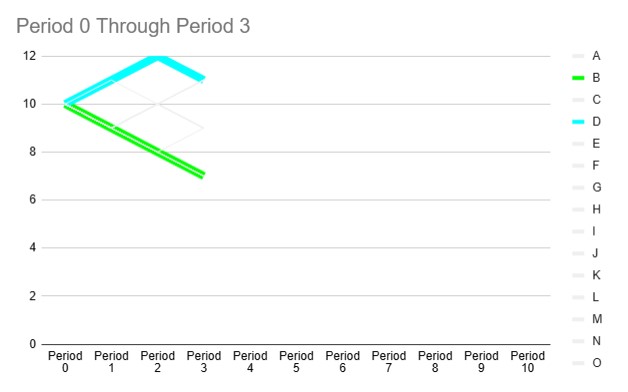 Period 0 Through Period 3
12
10
8
6
4
2
0
Period 0
Period 1
Period 2
Period 3
Period 4
Period 5
Period 6
Period 7
Period 8
Period 9
Period 10
A
B
C
D
E
F
G
H
I
J
K
L
M
N
O